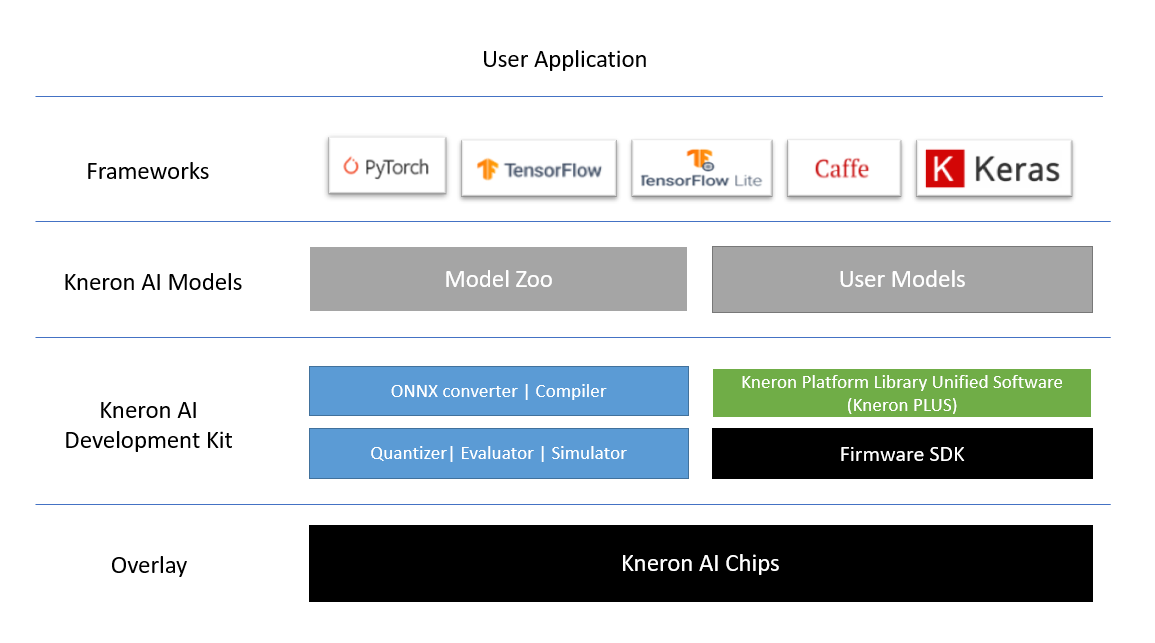 User Application
Frameworks
PyTorch
TensorFlow
TensorFlow Lite
Caffe
K Keras
Kneron AI Models
Model Zoo
User Models
Kneron AI
Development Kit
ONNX converter | Compiler
Kneron Platform Library Unified Software
(Kneron PLUS)
Quantizer| Evaluator | Simulator
Firmware SDK
Overlay
Kneron AI Chips